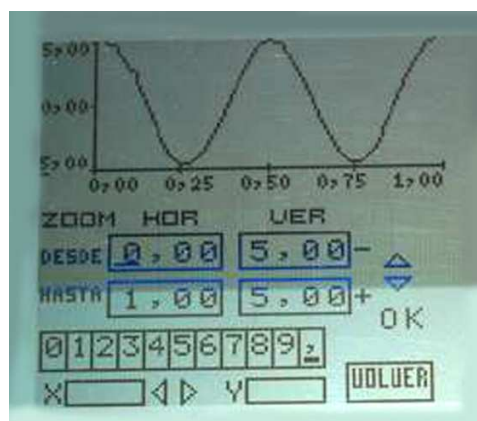 5,00
0,00
5,00
0,00 0,25 0,50 0,75 1,00
ZOOM HOR VER
DESDE 0,00 5,00-
HASTA 1,00 5,00+
OK
0123456789,
X Y VOLVER